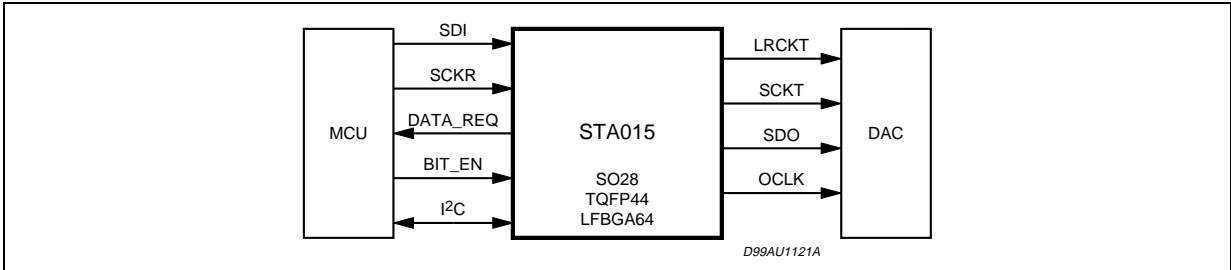 SDI
SCKR
DATA_REQ
BIT_EN
I²C
MCU
STA015
SO28
TQFP44
LFBGA64
LRCKT
SCKT
SDO
OCLK
DAC
D99AU1121A